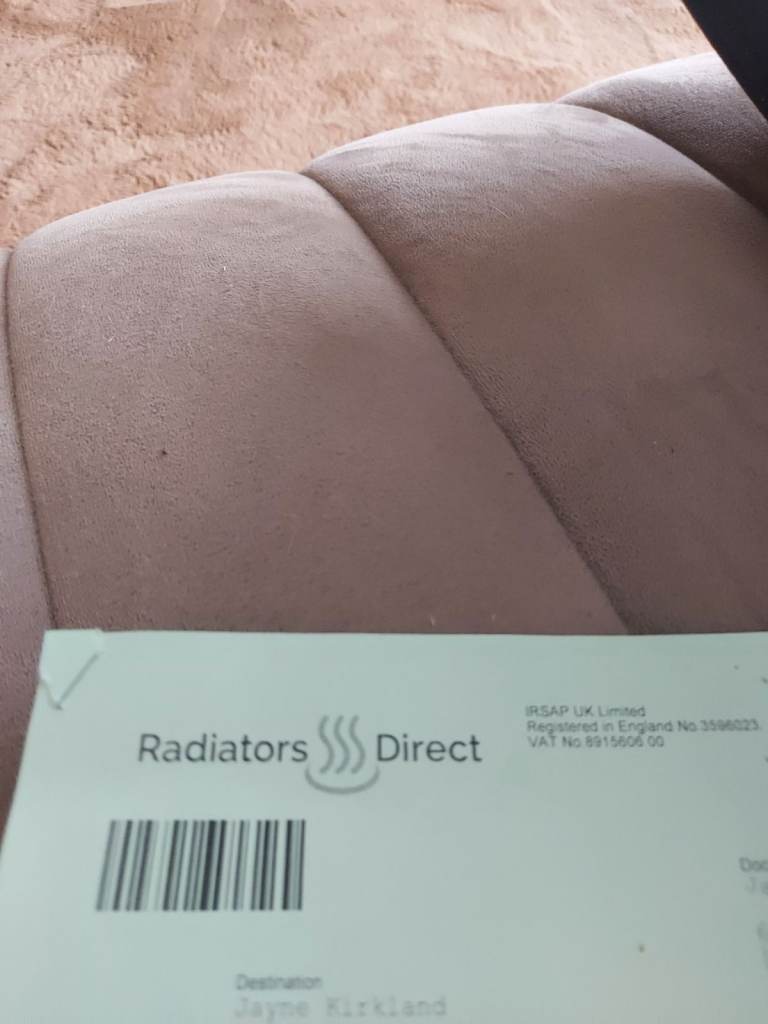 Radiators Direct
IRSAP UK Limited
Registered in England No.3596023.
VAT No.8915606 00
Destination
Jayne Kirkland